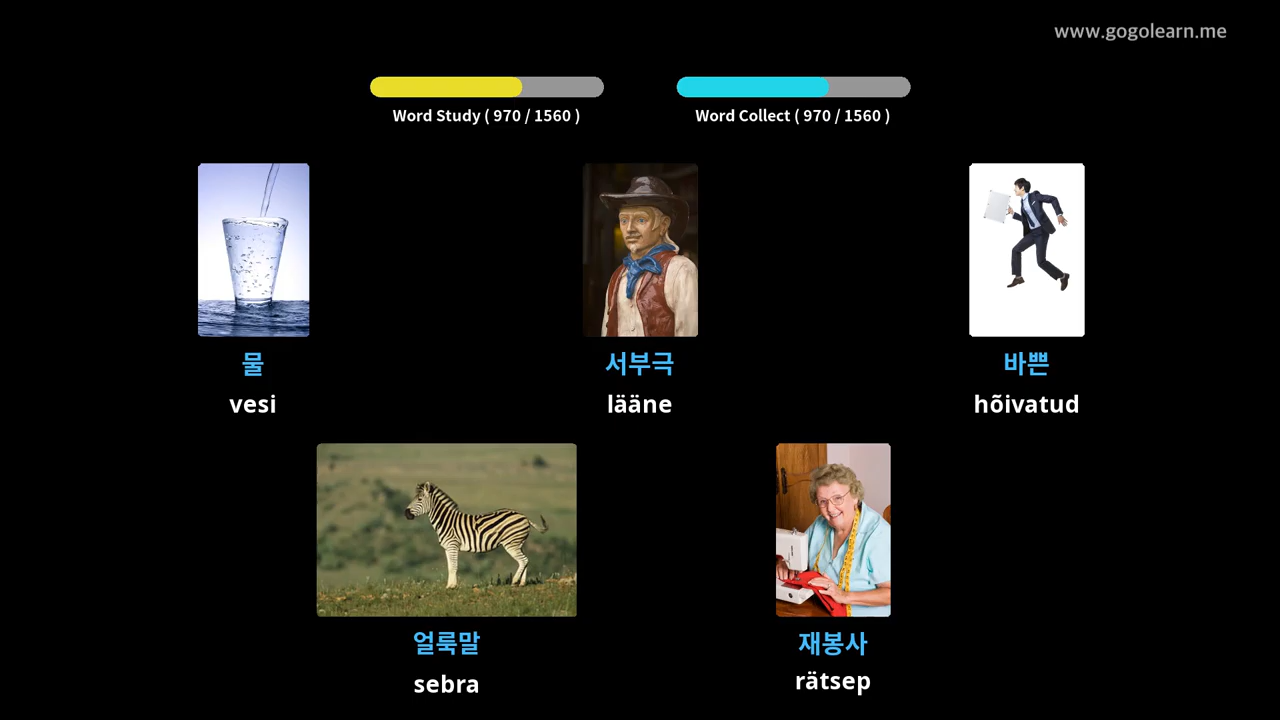 www.gogolearn.me
Word Study ( 970 / 1560 )
Word Collect ( 970 / 1560 )
물
vesi
서부극
lääne
바쁜
hõivatud
얼룩말
sebra
재봉사
rätsep